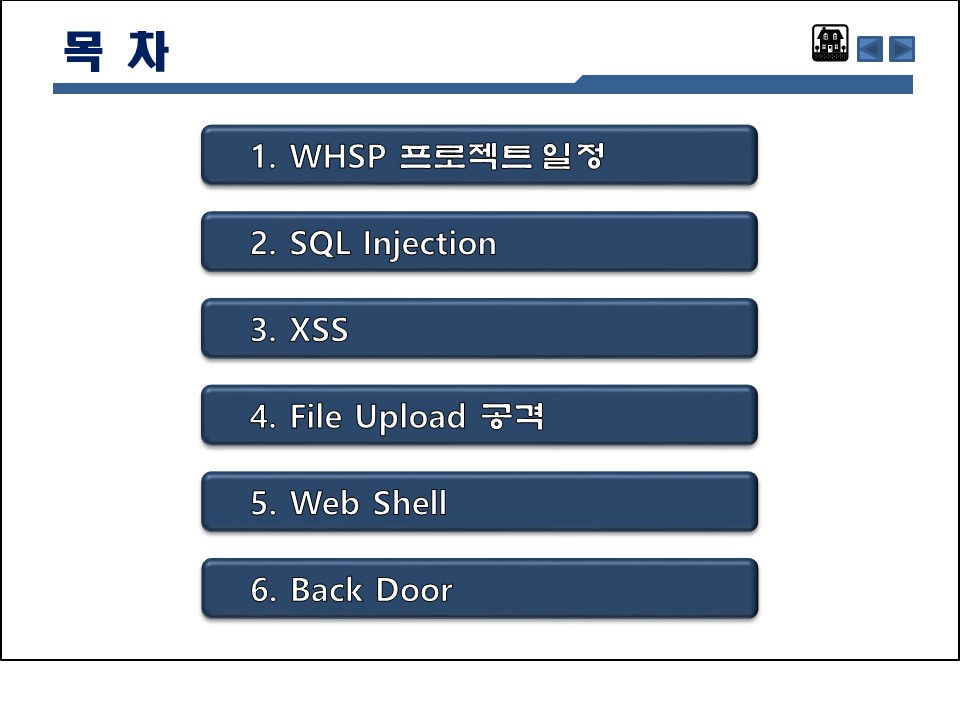 목 차
1. WHSP 프로젝트 일정
2. SQL Injection
3. XSS
4. File Upload 공격
5. Web Shell
6. Back Door